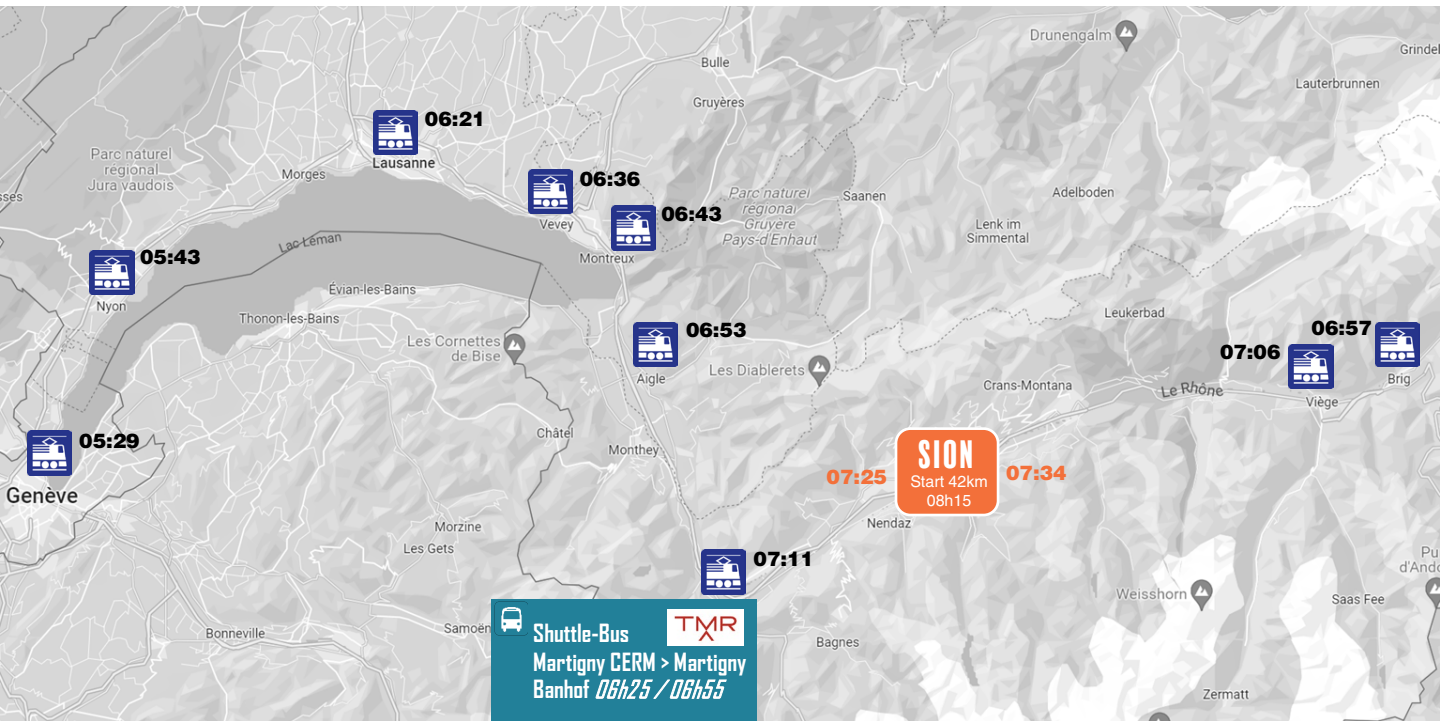 Drunengalm
Grindel
Bulle
Lauterbrunnen
Gruyères
06:21
Lausanne
Parc naturel
régional
Jura vaudois
Morges
06:36
Vevey
sses
Parc naturel
régional
Gruyère
Pays-d'Enhaut
Saanen
Adelboden
06:43
Montreux
Lenk im
Simmental
Lac Léman
05:43
Nyon
Évian-les-Bains
Thonon-les-Bains
Leukerbad
06:53
Aigle
Les Cornettes
de Bise
Les Diablerets
06:57
Brig
07:06
Viège
Crans-Montana
Le Rhône
05:29
Genève
Châtel
Monthey
07:25
SION
Start 42km
08h15
07:34
Nendaz
Morzine
Les Gets
07:11
Pu
d'Ando
Weisshorn
Saas Fee
Bonneville
Samoën
Shuttle-Bus
TMR
Martigny CERM > Martigny
Banhof 06h25 / 06h55
Bagnes
Zermatt